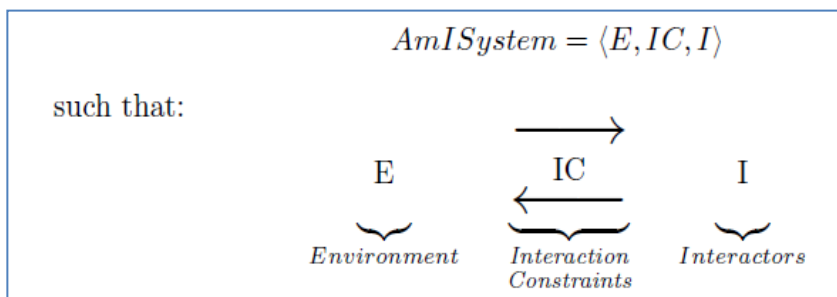 AmISystem = ⟨E, IC, I⟩
such that:
E IC I
Environment Interaction Constraints Interactors